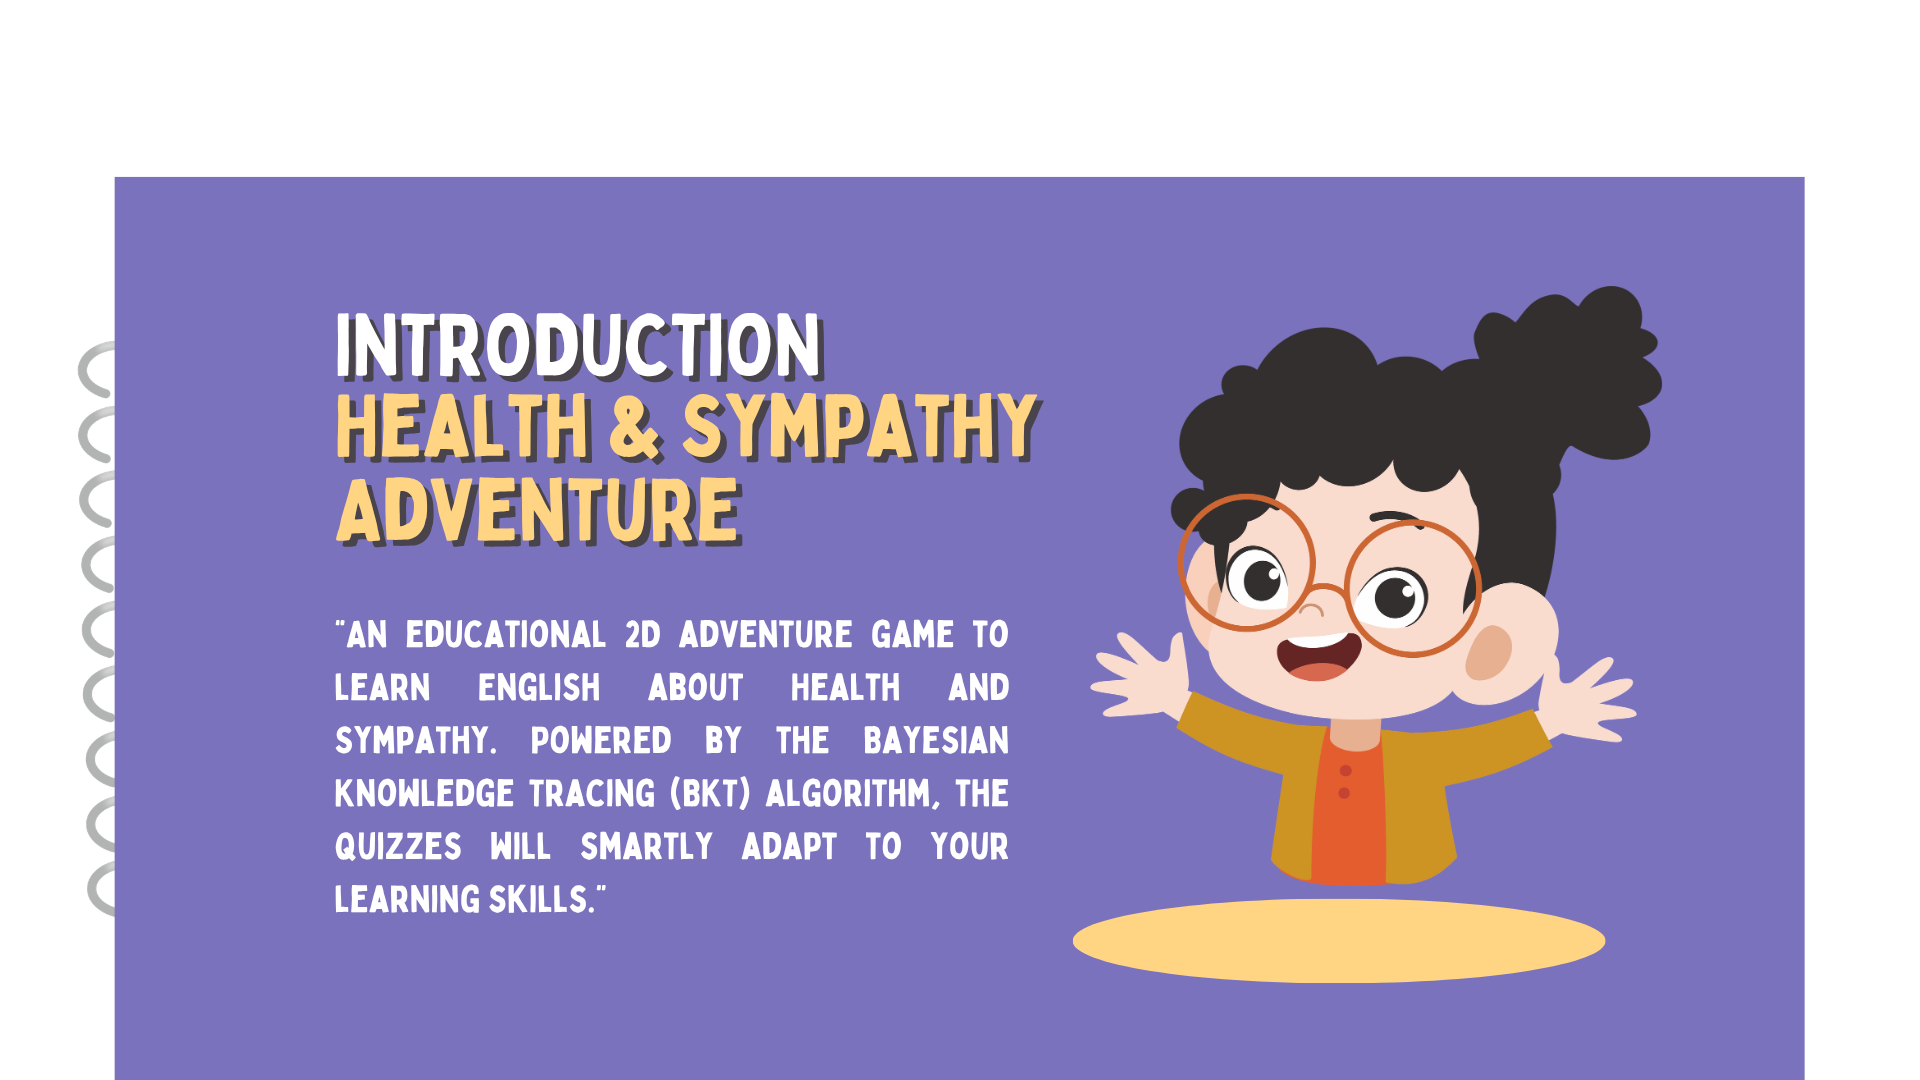 INTRODUCTION
HEALTH & SYMPATHY
ADVENTURE
"AN EDUCATIONAL 2D ADVENTURE GAME TO
LEARN ENGLISH ABOUT HEALTH AND
SYMPATHY. POWERED BY THE BAYESIAN
KNOWLEDGE TRACING (BKT) ALGORITHM, THE
QUIZZES WILL SMARTLY ADAPT TO YOUR
LEARNING SKILLS."